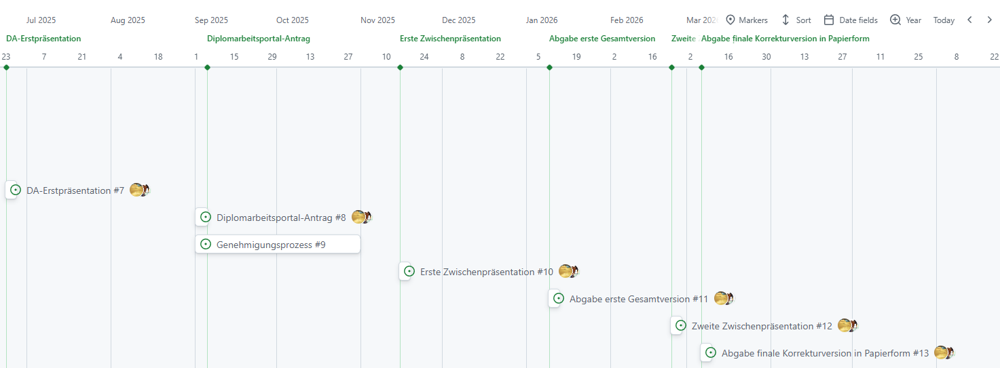 Jul 2025 Aug 2025 Sep 2025 Oct 2025 Nov 2025 Dec 2025 Jan 2026 Feb 2026 Mar 202 Markers Sort Date fields Year Today
DA-Erstpräsentation Diplomarbeitsportal-Antrag Erste Zwischenpräsentation Abgabe erste Gesamtversion Zweite Abgabe finale Korrekturversion in Papierform
23 7 21 4 18 1 15 29 13 27 10 24 8 22 5 19 2 16 2 16 30 13 27 11 25 8 22
DA-Erstpräsentation #7
Diplomarbeitsportal-Antrag #8
Genehmigungsprozess #9
Erste Zwischenpräsentation #10
Abgabe erste Gesamtversion #11
Zweite Zwischenpräsentation #12
Abgabe finale Korrekturversion in Papierform #13